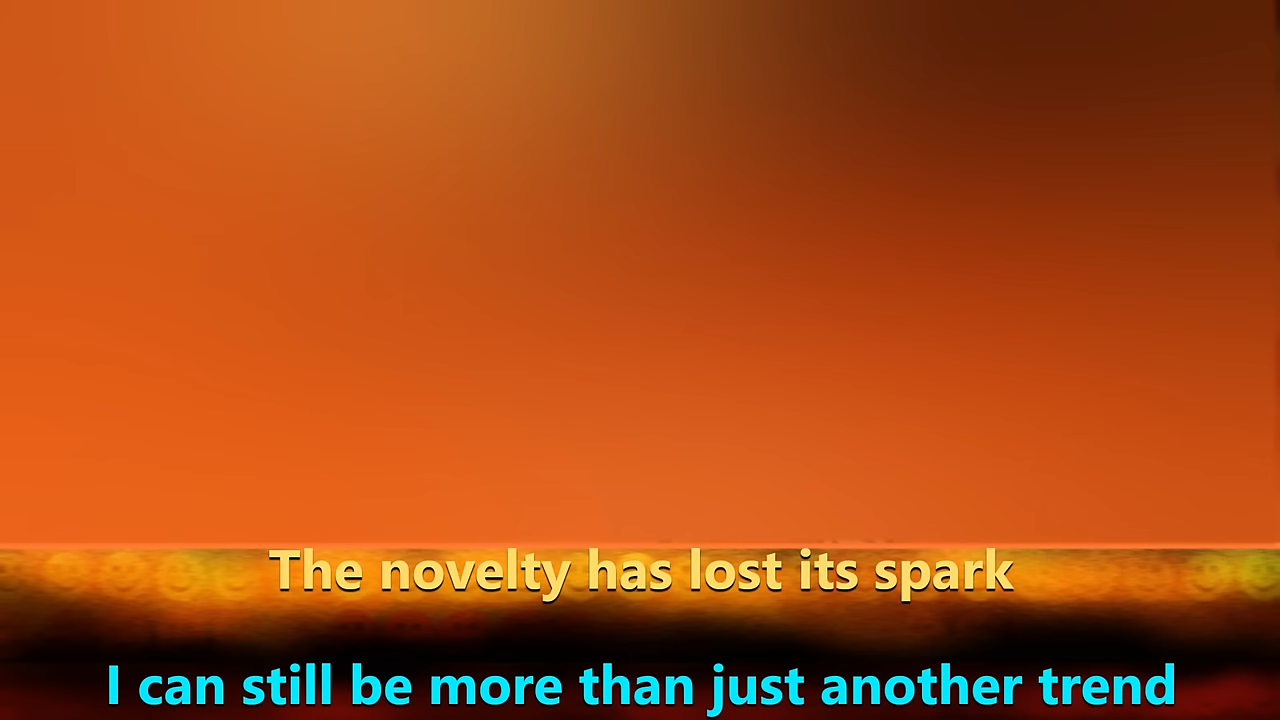 The novelty has lost its spark
I can still be more than just another trend